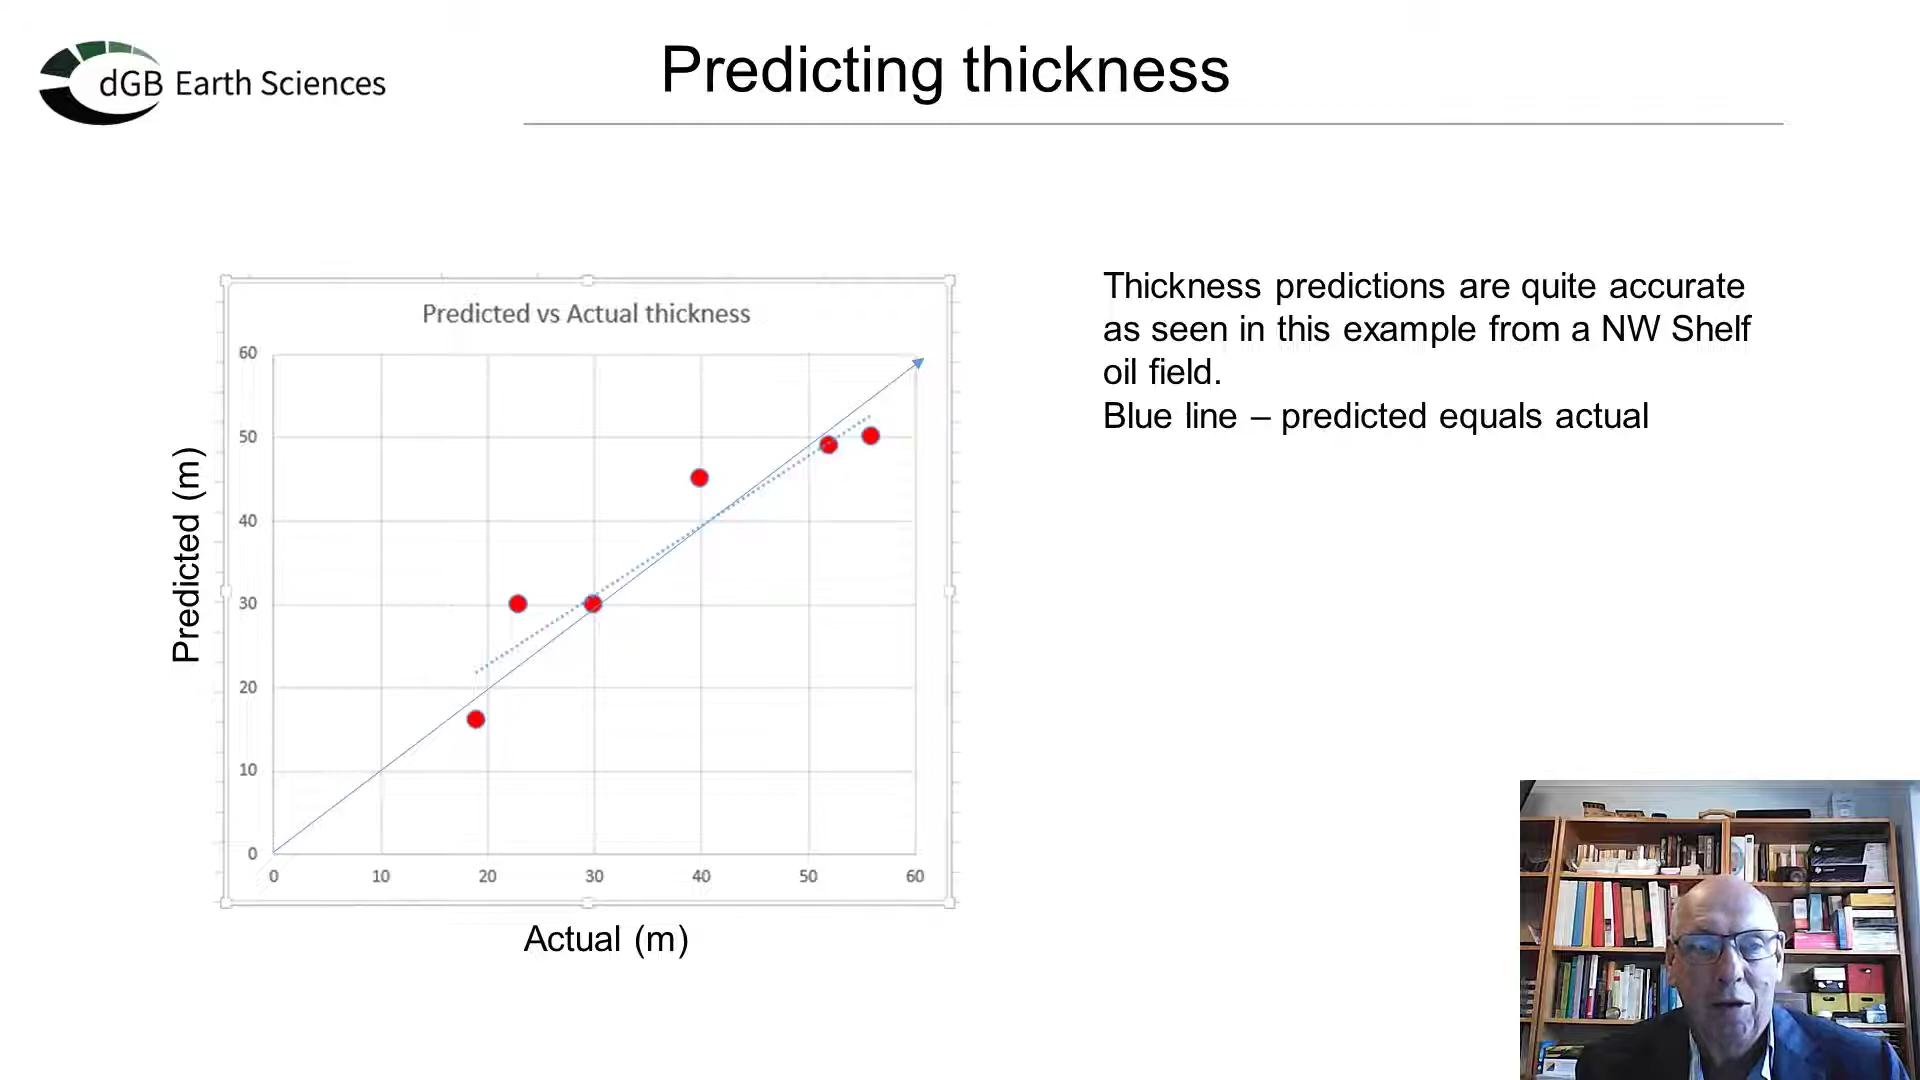 dGB Earth Sciences
Predicting thickness
Predicted vs Actual thickness
60
50
40
30
20
10
0
0 10 20 30 40 50 60
Predicted (m)
Actual (m)
Thickness predictions are quite accurate
as seen in this example from a NW Shelf
oil field.
Blue line – predicted equals actual